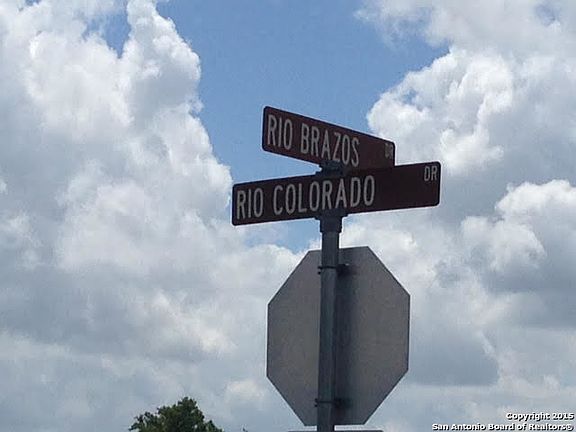 RIO BRAZOS DR
RIO COLORADO DR
Copyright 2015
San Antonio Board of Realtors®